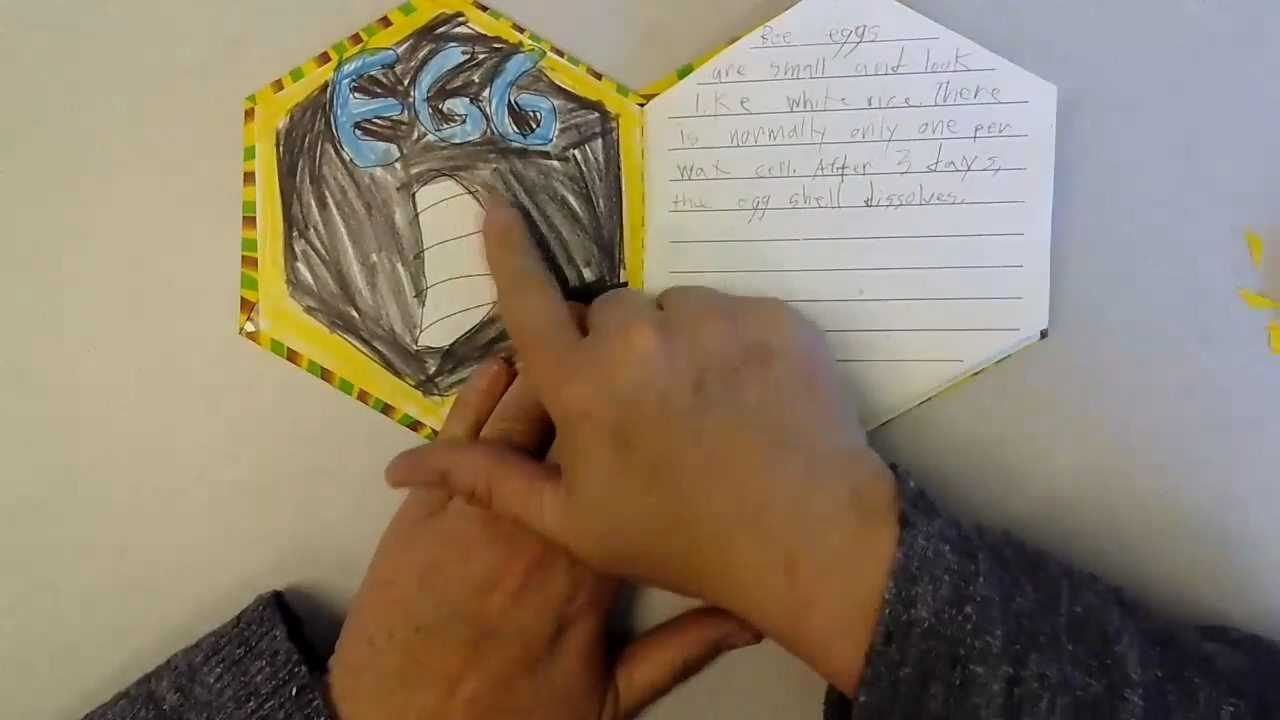 EGG
Bee eggs
are small and look
like white rice. There
is normally only one per
wax cell. After 3 days,
the egg shell dissolves.